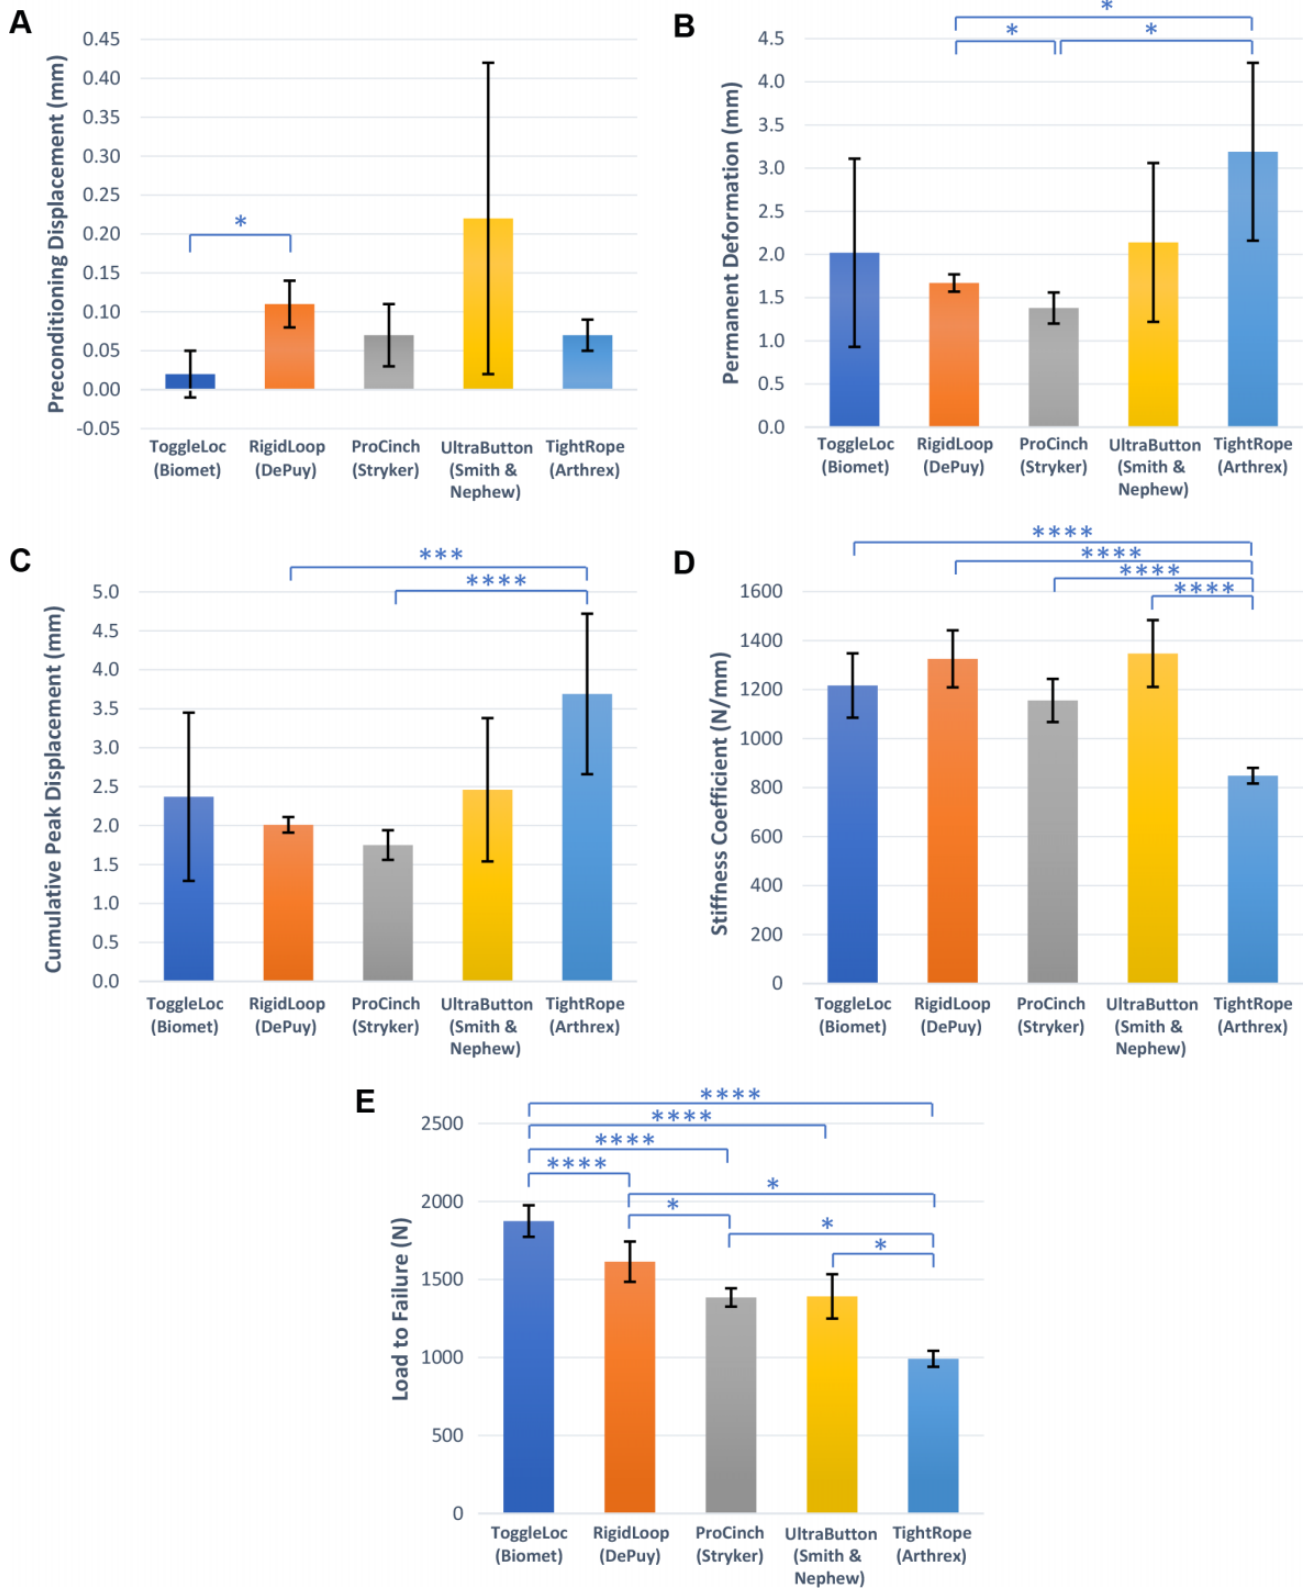 A
Preconditioning Displacement (mm)
0.45
0.40
0.35
0.30
0.25
0.20
0.15
0.10
0.05
0.00
-0.05
*
ToggleLoc
(Biomet)
RigidLoop
(DePuy)
ProCinch
(Stryker)
UltraButton
(Smith &
Nephew)
TightRope
(Arthrex)
B
Permanent Deformation (mm)
4.5
4.0
3.5
3.0
2.5
2.0
1.5
1.0
0.5
0.0
*
*
*
ToggleLoc
(Biomet)
RigidLoop
(DePuy)
ProCinch
(Stryker)
UltraButton
(Smith &
Nephew)
TightRope
(Arthrex)
C
Cumulative Peak Displacement (mm)
5.0
4.5
4.0
3.5
3.0
2.5
2.0
1.5
1.0
0.5
0.0
***
****
ToggleLoc
(Biomet)
RigidLoop
(DePuy)
ProCinch
(Stryker)
UltraButton
(Smith &
Nephew)
TightRope
(Arthrex)
D
Stiffness Coefficient (N/mm)
1600
1400
1200
1000
800
600
400
200
0
****
****
****
****
ToggleLoc
(Biomet)
RigidLoop
(DePuy)
ProCinch
(Stryker)
UltraButton
(Smith &
Nephew)
TightRope
(Arthrex)
E
Load to Failure (N)
2500
2000
1500
1000
500
0
****
****
****
****
*
*
*
*
ToggleLoc
(Biomet)
RigidLoop
(DePuy)
ProCinch
(Stryker)
UltraButton
(Smith &
Nephew)
TightRope
(Arthrex)